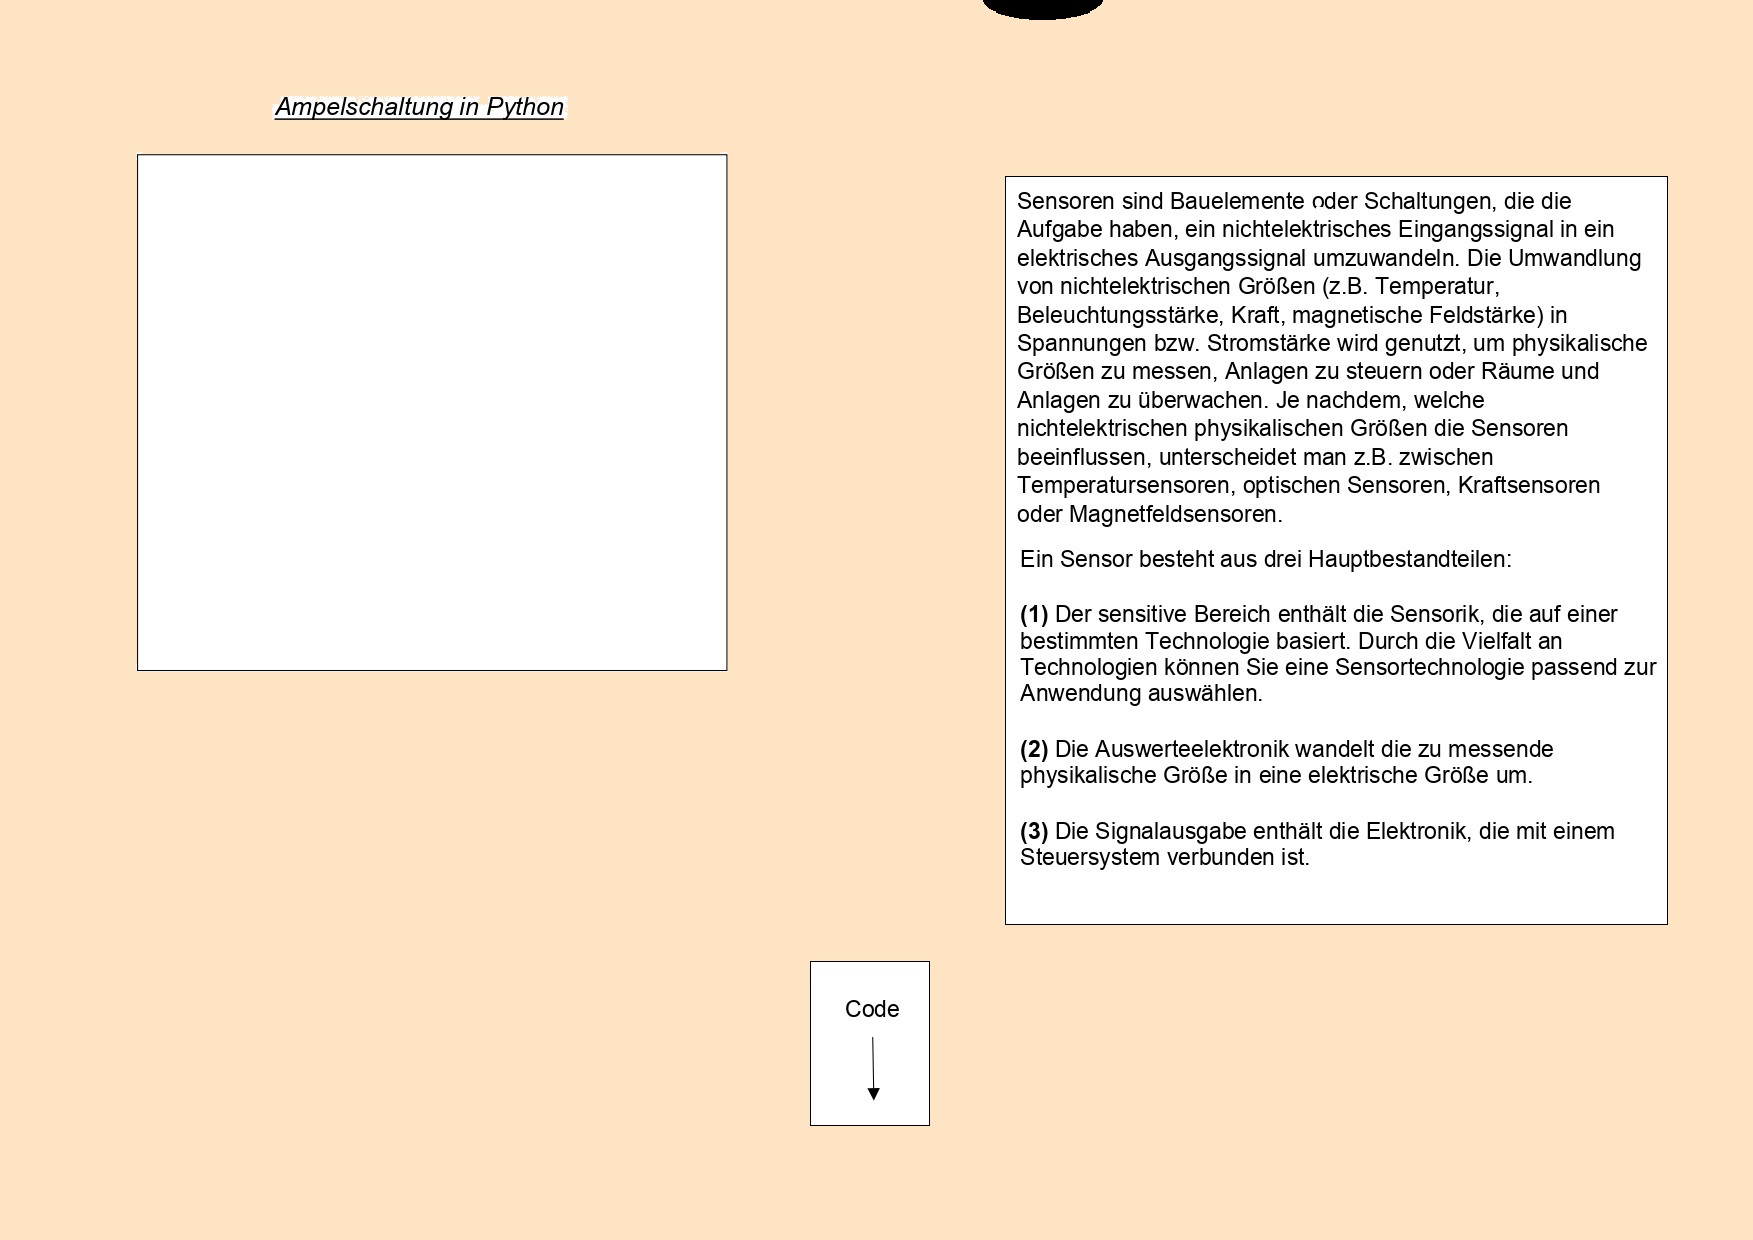 Ampelschaltung in Python
Sensoren sind Bauelemente oder Schaltungen, die die
Aufgabe haben, ein nichtelektrisches Eingangssignal in ein
elektrisches Ausgangssignal umzuwandeln. Die Umwandlung
von nichtelektrischen Größen (z.B. Temperatur,
Beleuchtungsstärke, Kraft, magnetische Feldstärke) in
Spannungen bzw. Stromstärke wird genutzt, um physikalische
Größen zu messen, Anlagen zu steuern oder Räume und
Anlagen zu überwachen. Je nachdem, welche
nichtelektrischen physikalischen Größen die Sensoren
beeinflussen, unterscheidet man z.B. zwischen
Temperatursensoren, optischen Sensoren, Kraftsensoren
oder Magnetfeldsensoren.
Ein Sensor besteht aus drei Hauptbestandteilen:
(1) Der sensitive Bereich enthält die Sensorik, die auf einer
bestimmten Technologie basiert. Durch die Vielfalt an
Technologien können Sie eine Sensortechnologie passend zur
Anwendung auswählen.
(2) Die Auswerteelektronik wandelt die zu messende
physikalische Größe in eine elektrische Größe um.
(3) Die Signalausgabe enthält die Elektronik, die mit einem
Steuersystem verbunden ist.
Code